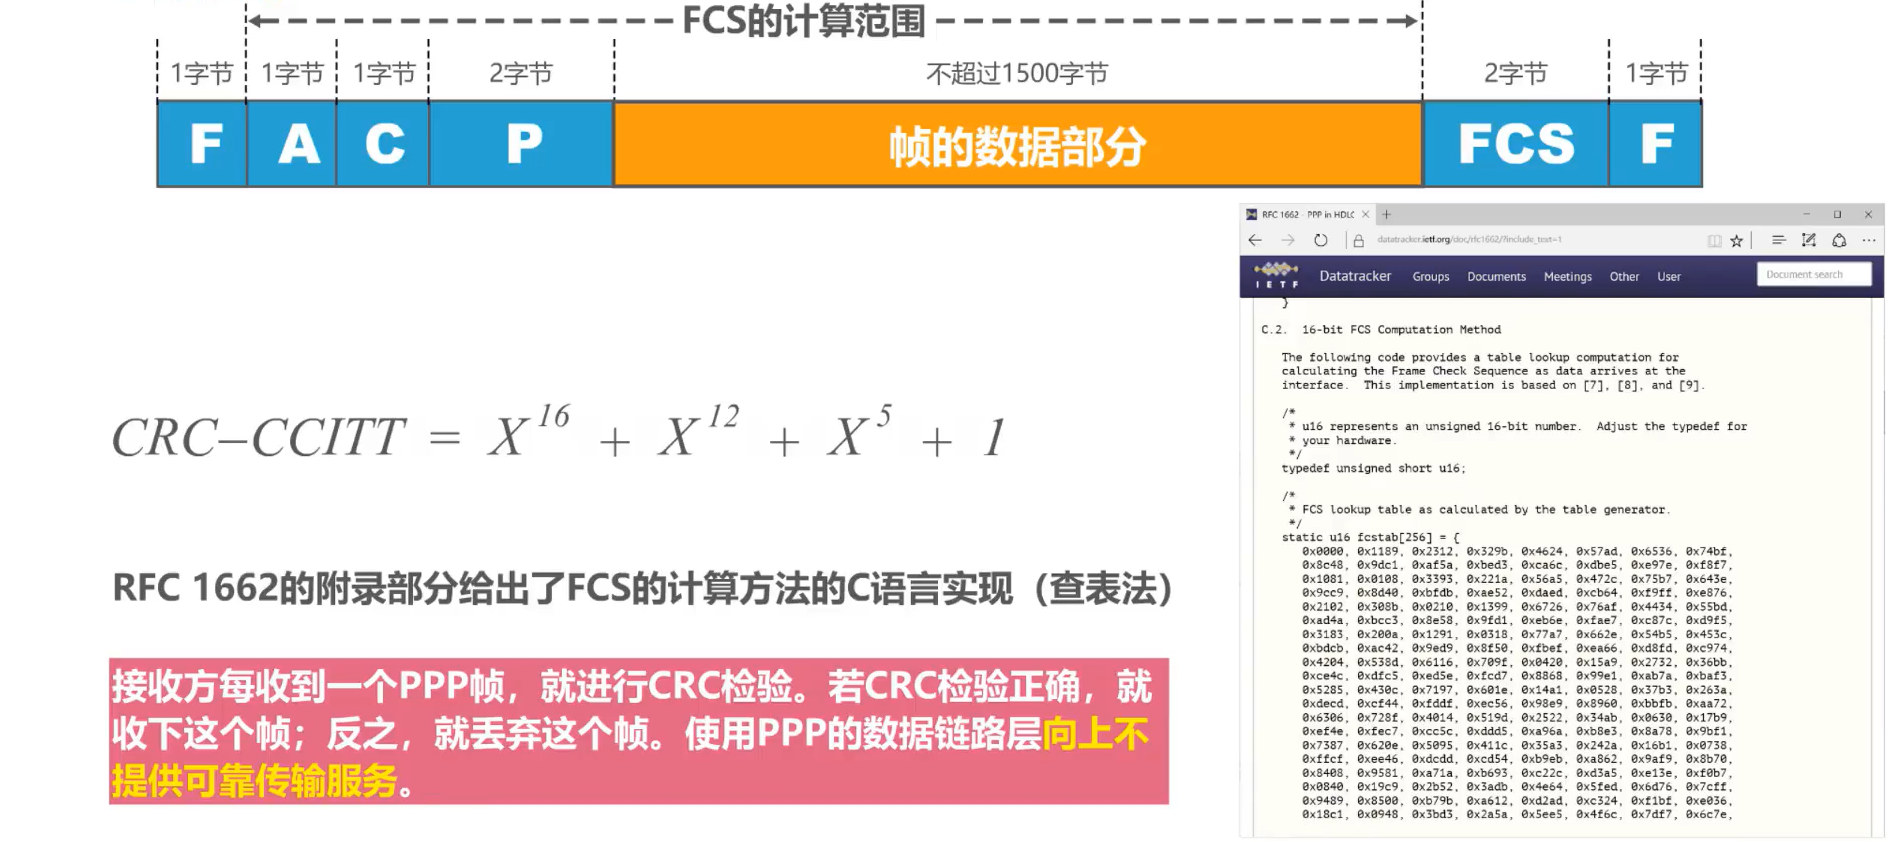 FCS的计算范围
1字节 1字节 1字节 2字节 不超过1500字节 2字节 1字节
F A C P 帧的数据部分 FCS F
CRC–CCITT = X^16 + X^12 + X^5 + 1
RFC 1662的附录部分给出了FCS的计算方法的C语言实现（查表法）
接收方每收到一个PPP帧，就进行CRC检验。若CRC检验正确，就
收下这个帧；反之，就丢弃这个帧。使用PPP的数据链路层向上不
提供可靠传输服务。
RFC 1662 - PPP in HDLC
datatracker.ietf.org/doc/rfc1662/?include_text=1
IETF Datatracker Groups Documents Meetings Other User Document search
}
C.2. 16-bit FCS Computation Method
The following code provides a table lookup computation for
calculating the Frame Check Sequence as data arrives at the
interface. This implementation is based on [7], [8], and [9].
/*
* u16 represents an unsigned 16-bit number. Adjust the typedef for
* your hardware.
*/
typedef unsigned short u16;
/*
* FCS lookup table as calculated by the table generator.
*/
static u16 fcstab[256] = {
0x0000, 0x1189, 0x2312, 0x329b, 0x4624, 0x57ad, 0x6536, 0x74bf,
0x8c48, 0x9dc1, 0xaf5a, 0xbed3, 0xca6c, 0xdbe5, 0xe97e, 0xf8f7,
0x1081, 0x0108, 0x3393, 0x221a, 0x56a5, 0x472c, 0x75b7, 0x643e,
0x9cc9, 0x8d40, 0xbfdb, 0xae52, 0xdaed, 0xcb64, 0xf9ff, 0xe876,
0x2102, 0x308b, 0x0210, 0x1399, 0x6726, 0x76af, 0x4434, 0x55bd,
0xad4a, 0xbcc3, 0x8e58, 0x9fd1, 0xeb6e, 0xfae7, 0xc87c, 0xd9f5,
0x3183, 0x200a, 0x1291, 0x0318, 0x77a7, 0x662e, 0x54b5, 0x453c,
0xbdcb, 0xac42, 0x9ed9, 0x8f50, 0xfbef, 0xea66, 0xd8fd, 0xc974,
0x4204, 0x538d, 0x6116, 0x709f, 0x0420, 0x15a9, 0x2732, 0x36bb,
0xce4c, 0xdfc5, 0xed5e, 0xfcd7, 0x8868, 0x99e1, 0xab7a, 0xbaf3,
0x5285, 0x430c, 0x7197, 0x601e, 0x14a1, 0x0528, 0x37b3, 0x263a,
0xdecd, 0xcf44, 0xfddf, 0xec56, 0x98e9, 0x8960, 0xbbfb, 0xaa72,
0x6306, 0x728f, 0x4014, 0x519d, 0x2522, 0x34ab, 0x0630, 0x17b9,
0xef4e, 0xfec7, 0xcc5c, 0xddd5, 0xa96a, 0xb8e3, 0x8a78, 0x9bf1,
0x7387, 0x620e, 0x5095, 0x411c, 0x35a3, 0x242a, 0x16b1, 0x0738,
0xffcf, 0xee46, 0xdcdd, 0xcd54, 0xb9eb, 0xa862, 0x9af9, 0x8b70,
0x8408, 0x9581, 0xa71a, 0xb693, 0xc22c, 0xd3a5, 0xe13e, 0xf0b7,
0x0840, 0x19c9, 0x2b52, 0x3adb, 0x4e64, 0x5fed, 0x6d76, 0x7cff,
0x9489, 0x8500, 0xb79b, 0xa612, 0xd2ad, 0xc324, 0xf1bf, 0xe036,
0x18c1, 0x0948, 0x3bd3, 0x2a5a, 0x5ee5, 0x4f6c, 0x7df7, 0x6c7e,